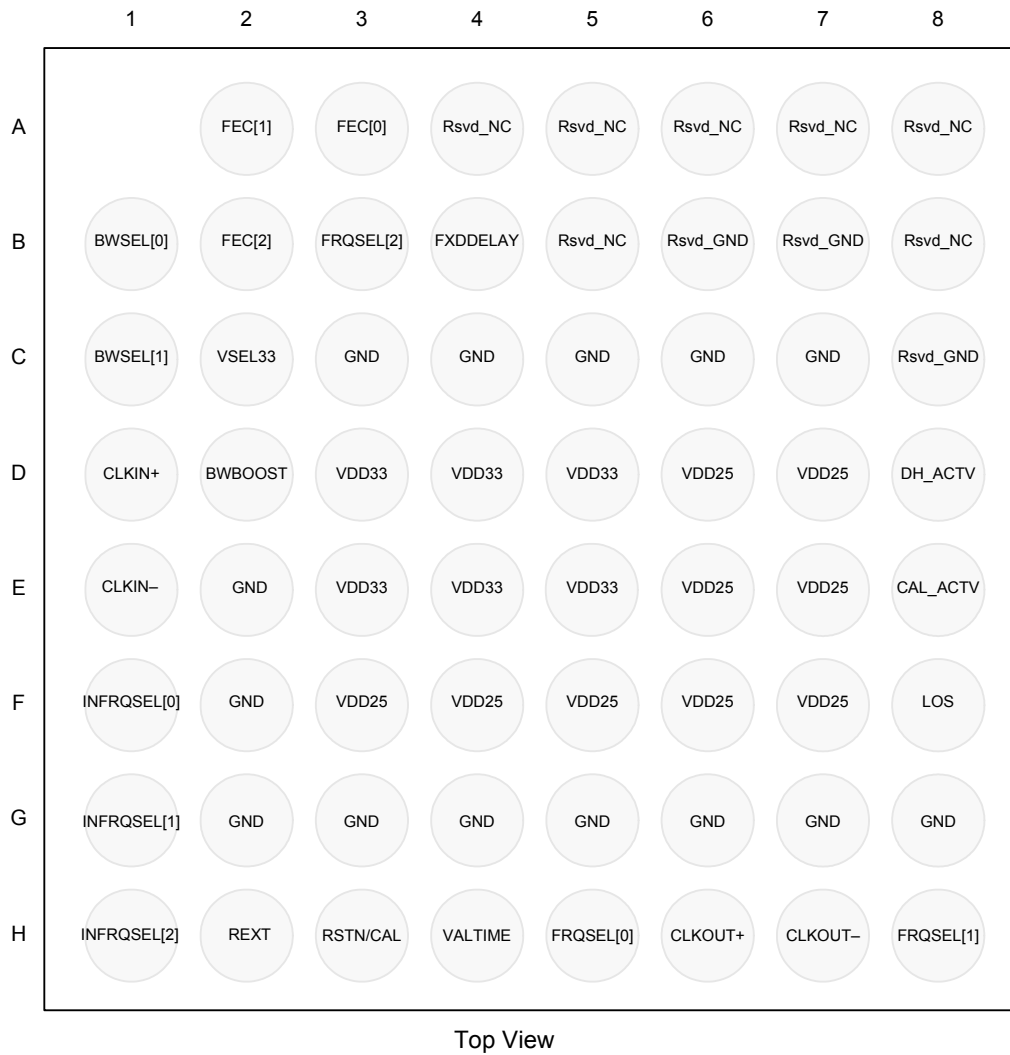 1 2 3 4 5 6 7 8
A FEC[1] FEC[0] Rsvd_NC Rsvd_NC Rsvd_NC Rsvd_NC Rsvd_NC
B BWSEL[0] FEC[2] FRQSEL[2] FXDDELAY Rsvd_NC Rsvd_GND Rsvd_GND Rsvd_NC
C BWSEL[1] VSEL33 GND GND GND GND GND Rsvd_GND
D CLKIN+ BWBOOST VDD33 VDD33 VDD33 VDD25 VDD25 DH_ACTV
E CLKIN– GND VDD33 VDD33 VDD33 VDD25 VDD25 CAL_ACTV
F INFRQSEL[0] GND VDD25 VDD25 VDD25 VDD25 VDD25 LOS
G INFRQSEL[1] GND GND GND GND GND GND GND
H INFRQSEL[2] REXT RSTN/CAL VALTIME FRQSEL[0] CLKOUT+ CLKOUT– FRQSEL[1]
Top View